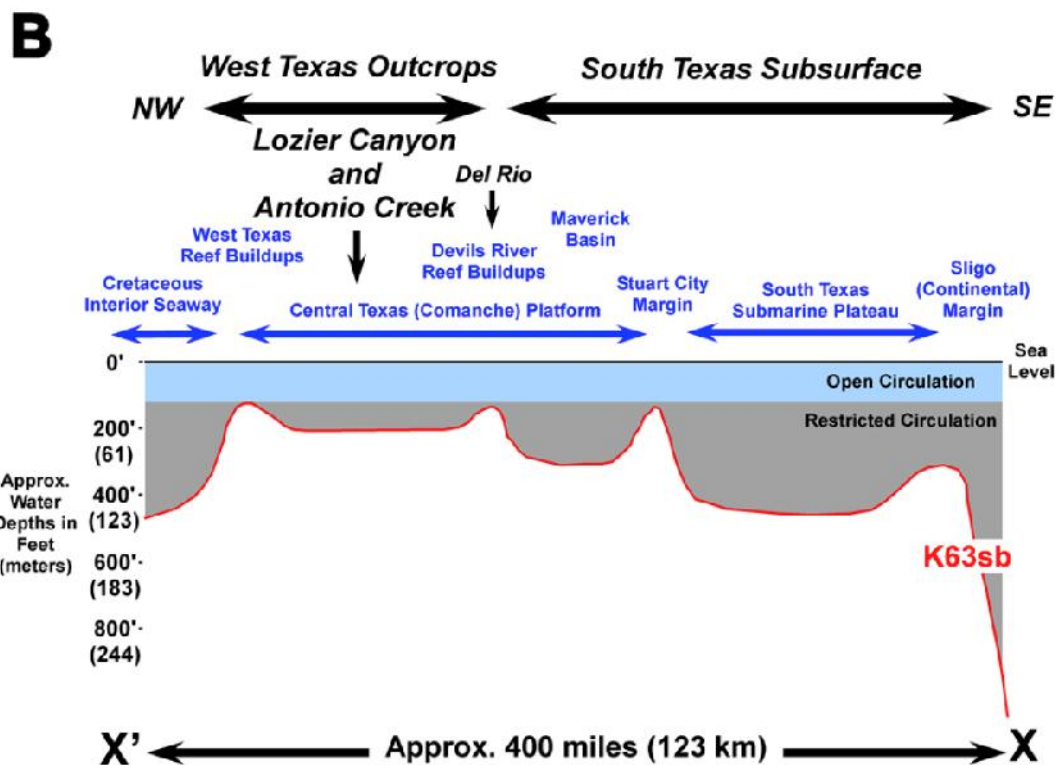 B
West Texas Outcrops
South Texas Subsurface
NW
SE
Lozier Canyon
and
Antonio Creek
Del Rio
West Texas
Reef Buildups
Devils River
Reef Buildups
Maverick
Basin
Cretaceous
Interior Seaway
Central Texas (Comanche) Platform
Stuart City
Margin
South Texas
Submarine Plateau
Sligo
(Continental)
Margin
0'
Sea
Level
Open Circulation
Restricted Circulation
200'
(61)
400'
(123)
600'
(183)
800'
(244)
Approx.
Water
Depths in
Feet
(meters)
K63sb
X’
Approx. 400 miles (123 km)
X